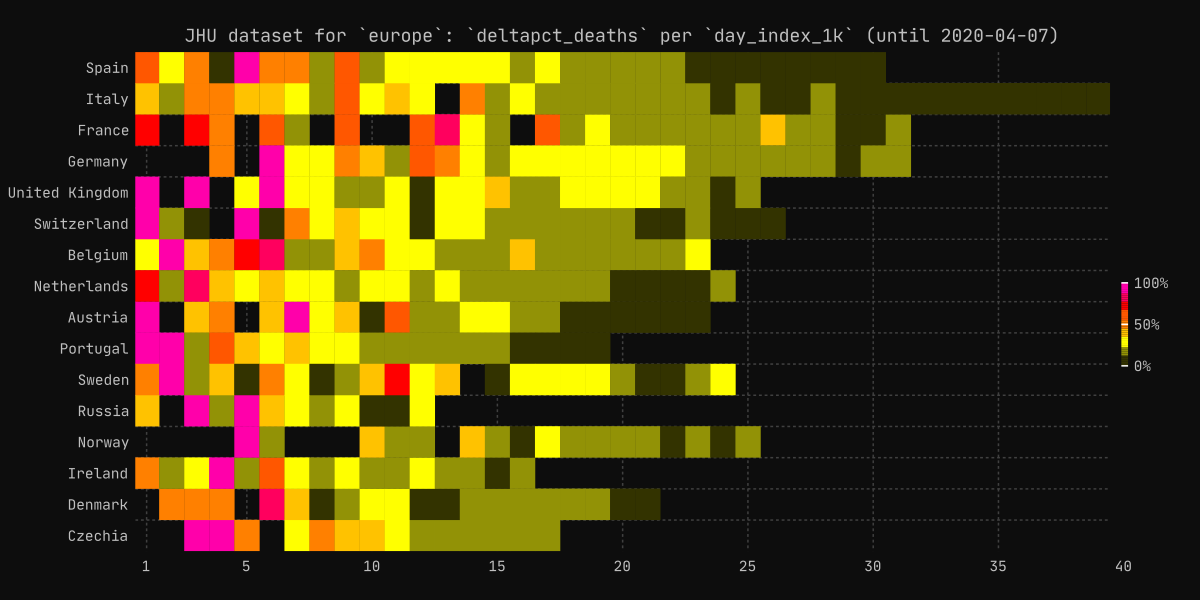 JHU dataset for `europe`: `deltapct_deaths` per `day_index_1k` (until 2020-04-07)
Spain
Italy
France
Germany
United Kingdom
Switzerland
Belgium
Netherlands
Austria
Portugal
Sweden
Russia
Norway
Ireland
Denmark
Czechia
100%
50%
0%
1 5 10 15 20 25 30 35 40